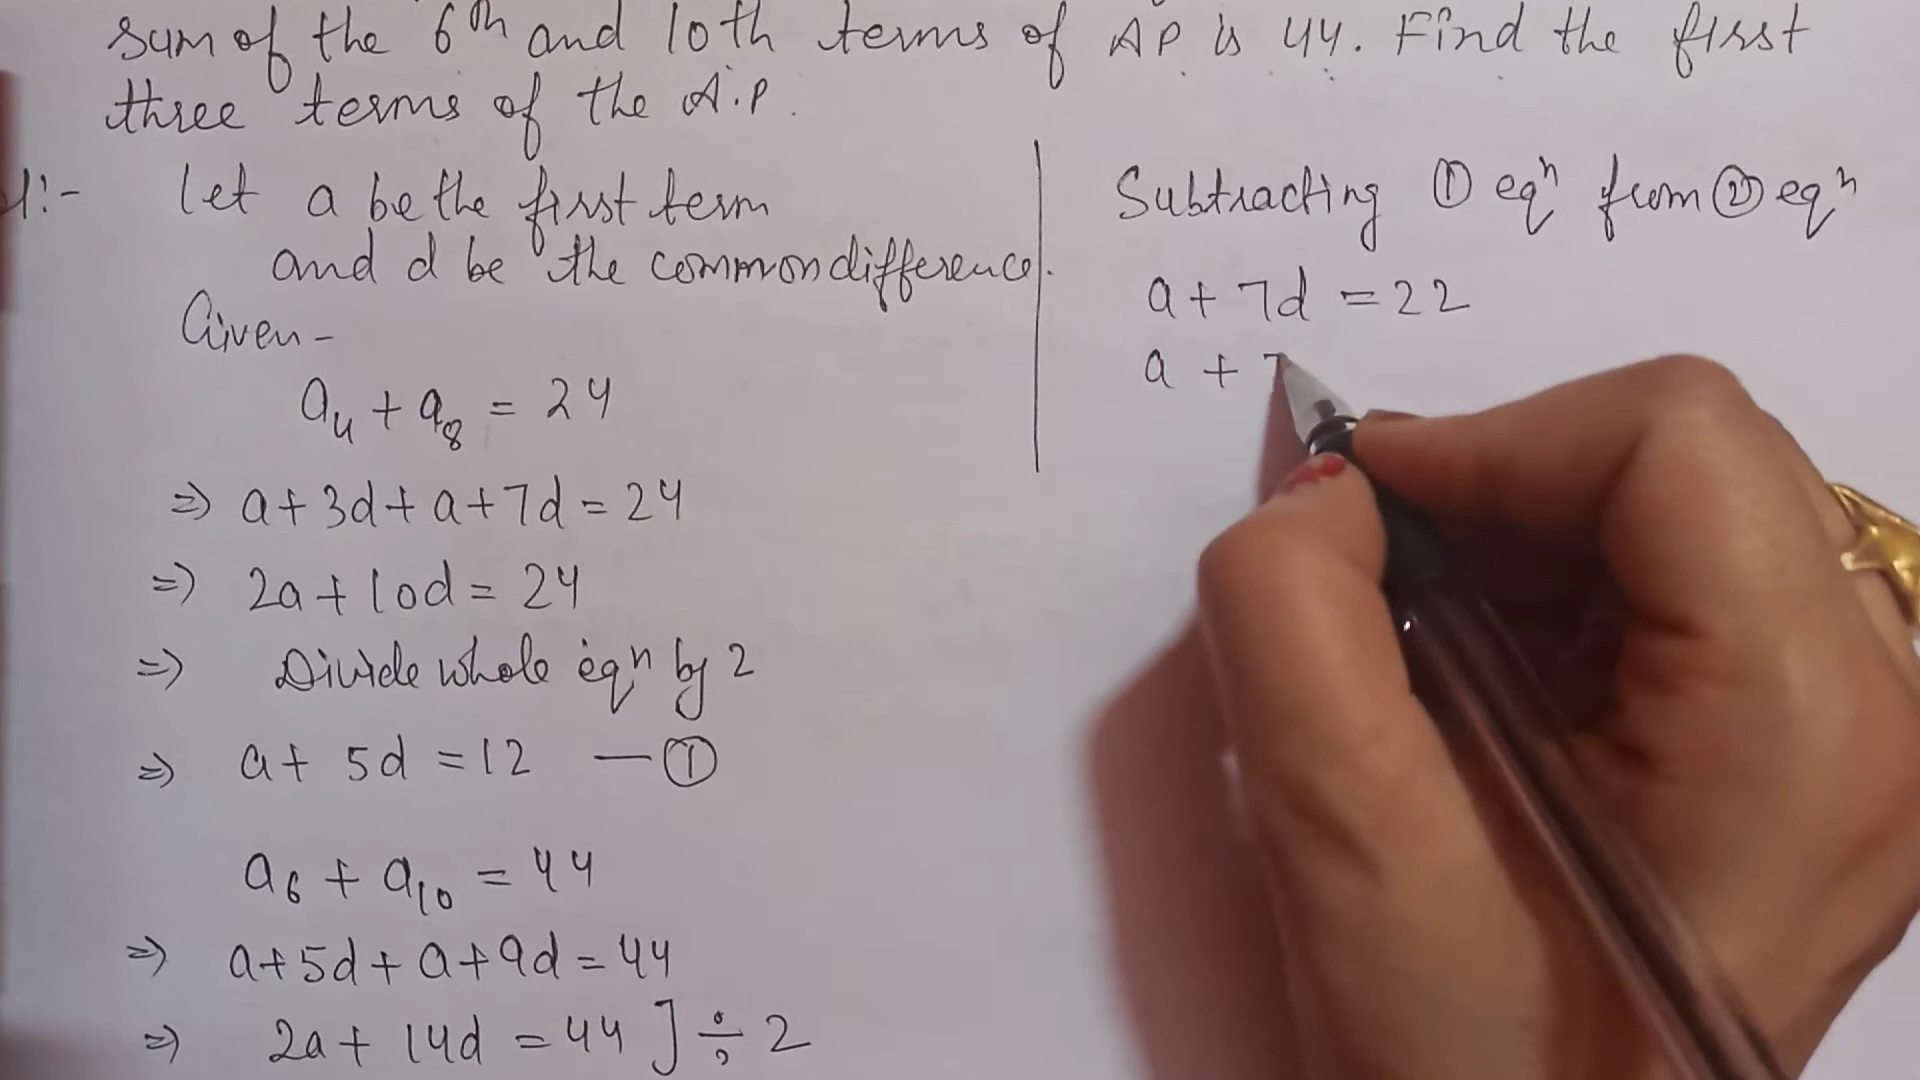 sum of the 6th and 10th terms of AP is 44. Find the first
three terms of the A.P.
let a be the first term
and d be the common difference.
Given -
a₄ + a₈ = 24
=> a + 3d + a + 7d = 24
=> 2a + 10d = 24
=> Divide whole eqⁿ by 2
=> a + 5d = 12 — ①
a₆ + a₁₀ = 44
=> a + 5d + a + 9d = 44
=> 2a + 14d = 44 ] ÷ 2
Subtracting ① eqⁿ from ② eqⁿ
a + 7d = 22
a +